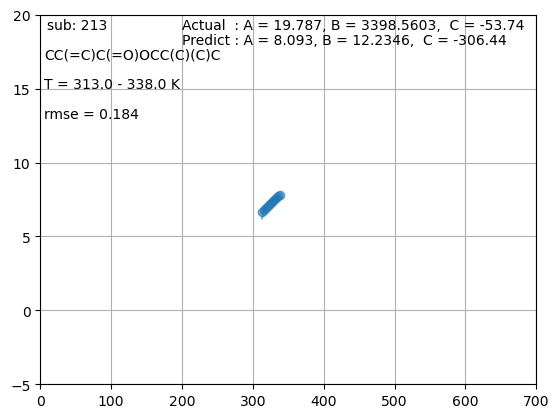 sub: 213
Actual  : A = 19.787, B = 3398.5603,  C = -53.74
Predict : A = 8.093, B = 12.2346,  C = -306.44
CC(=C)C(=O)OCC(C)(C)C
T = 313.0 - 338.0 K
rmse = 0.184
20
15
10
5
0
−5
0 100 200 300 400 500 600 700